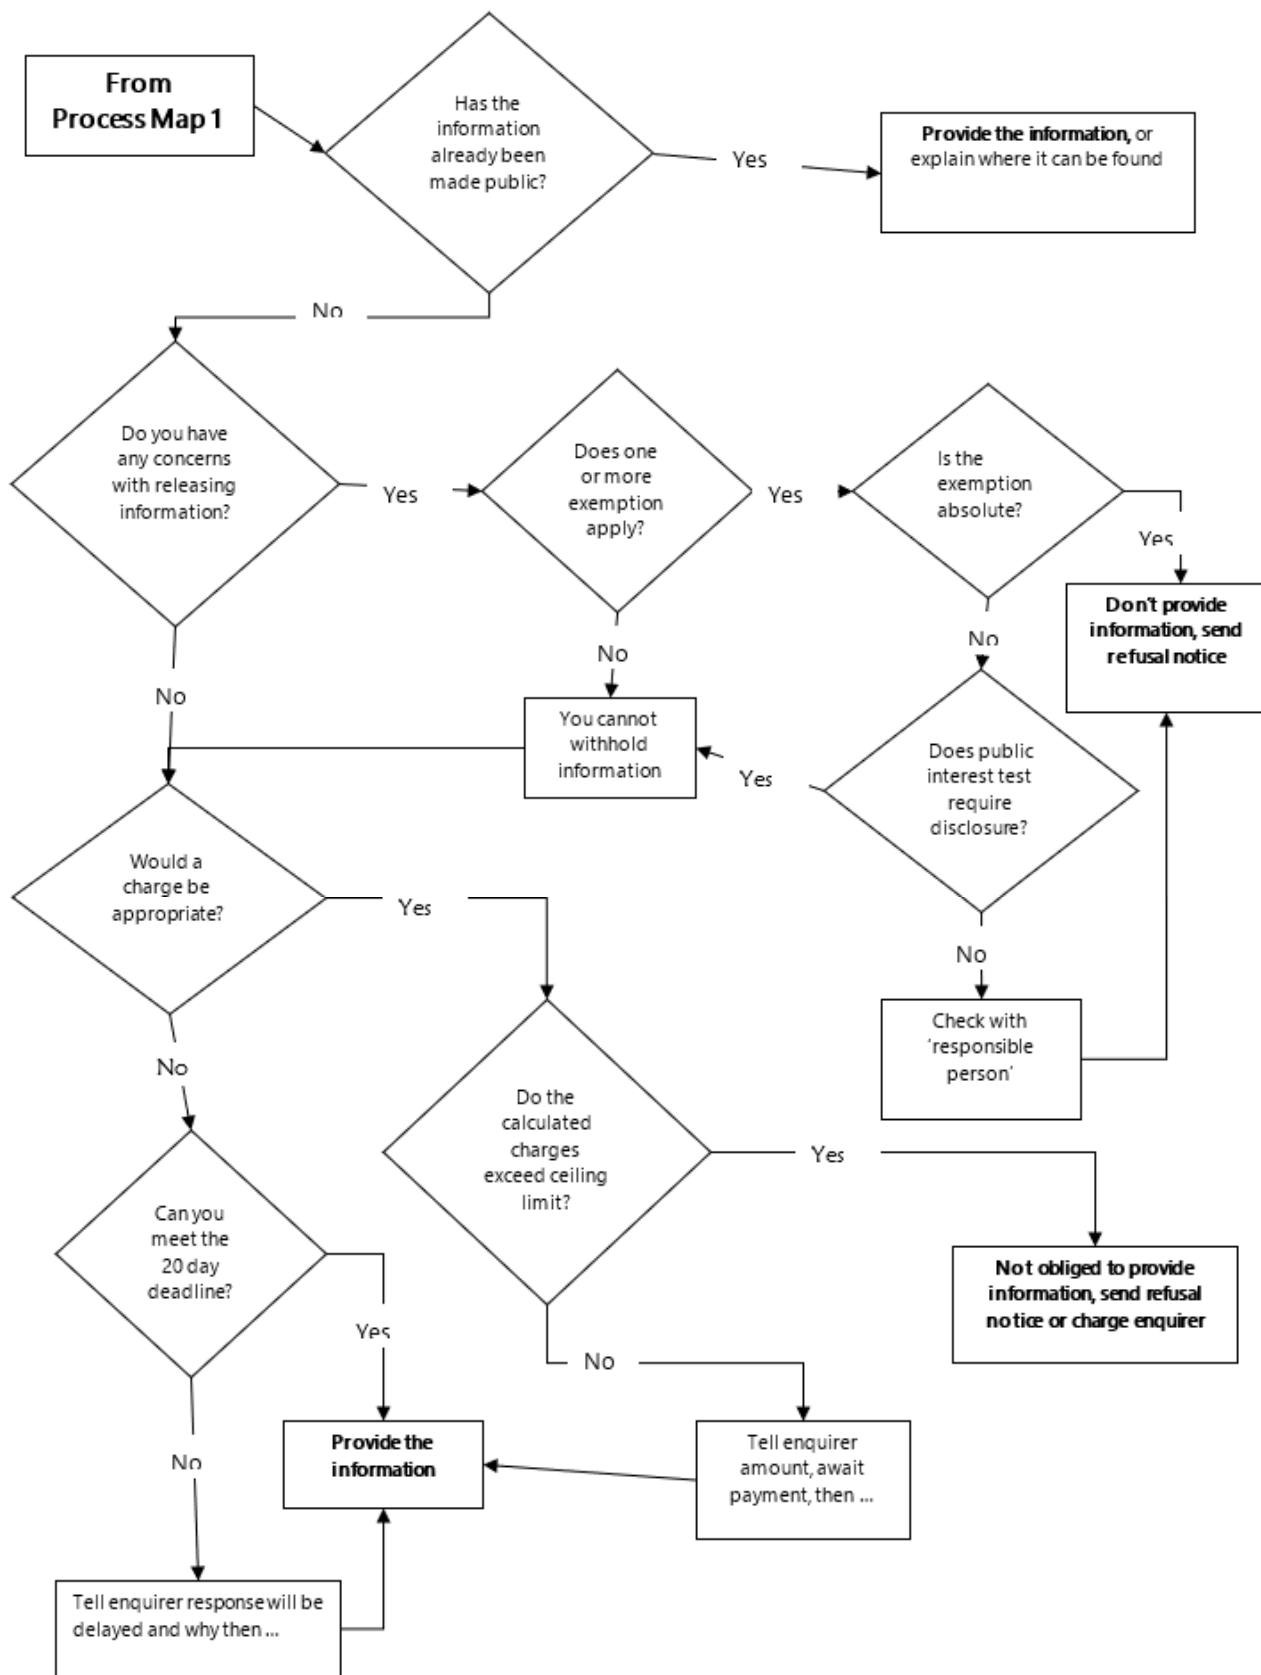 From
Process Map 1
Has the
information
already been
made public?
Yes
Provide the information, or
explain where it can be found
No
Do you have
any concerns
with releasing
information?
Yes
Does one
or more
exemption
apply?
Yes
Is the
exemption
absolute?
Yes
Don't provide
information, send
refusal notice
No
No
No
You cannot
withhold
information
Yes
Does public
interest test
require
disclosure?
Would a
charge be
appropriate?
Yes
No
Check with
‘responsible
person’
No
Do the
calculated
charges
exceed ceiling
limit?
Yes
Can you
meet the
20 day
deadline?
Not obliged to provide
information, send refusal
notice or charge enquirer
Yes
No
No
Provide the
information
Tell enquirer
amount, await
payment, then ...
Tell enquirer response will be
delayed and why then ...